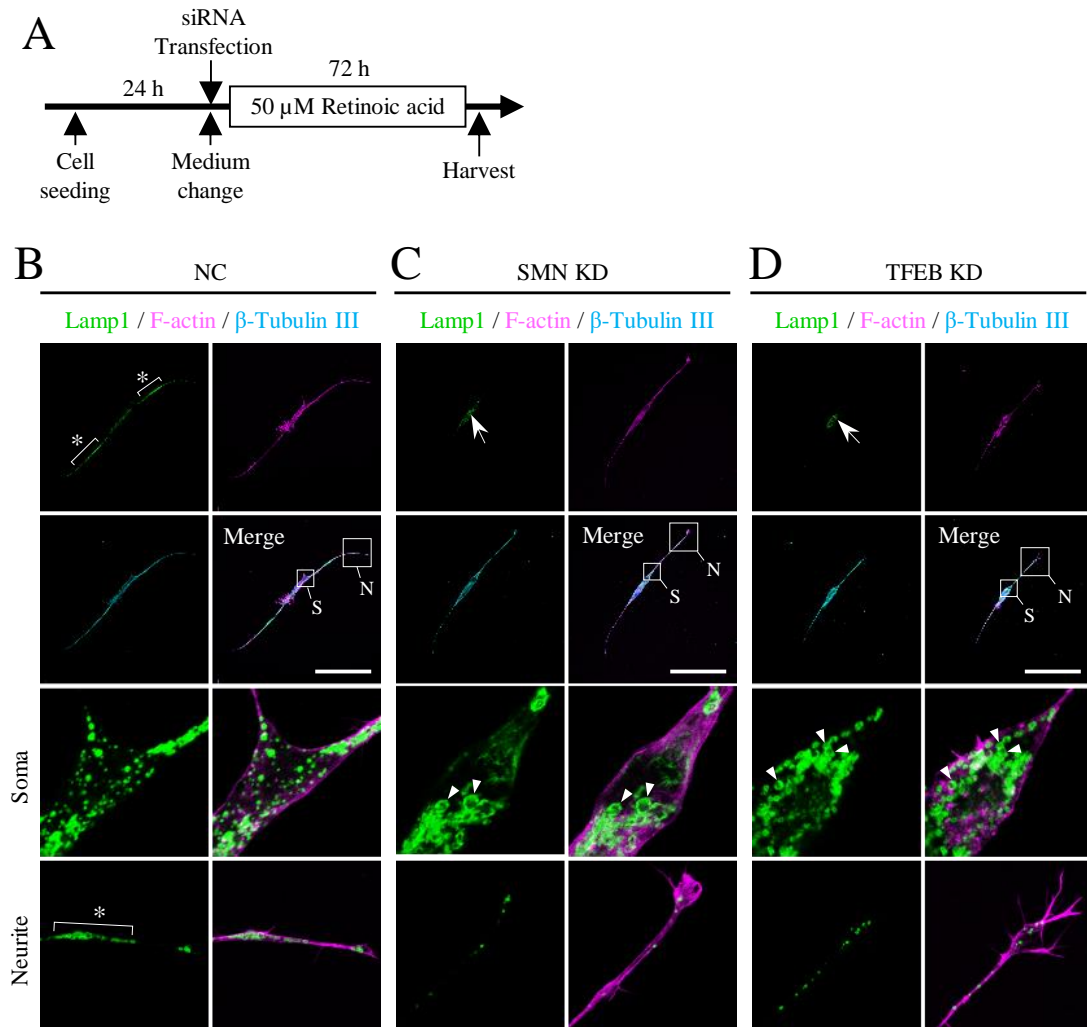 A
siRNA
Transfection
24 h
72 h
50 µM Retinoic acid
Cell
seeding
Medium
change
Harvest
B
NC
Lamp1 / F-actin / β-Tubulin III
*
*
Merge
S
N
C
SMN KD
Lamp1 / F-actin / β-Tubulin III
Merge
S
N
D
TFEB KD
Lamp1 / F-actin / β-Tubulin III
Merge
S
N
Soma
Neurite
*